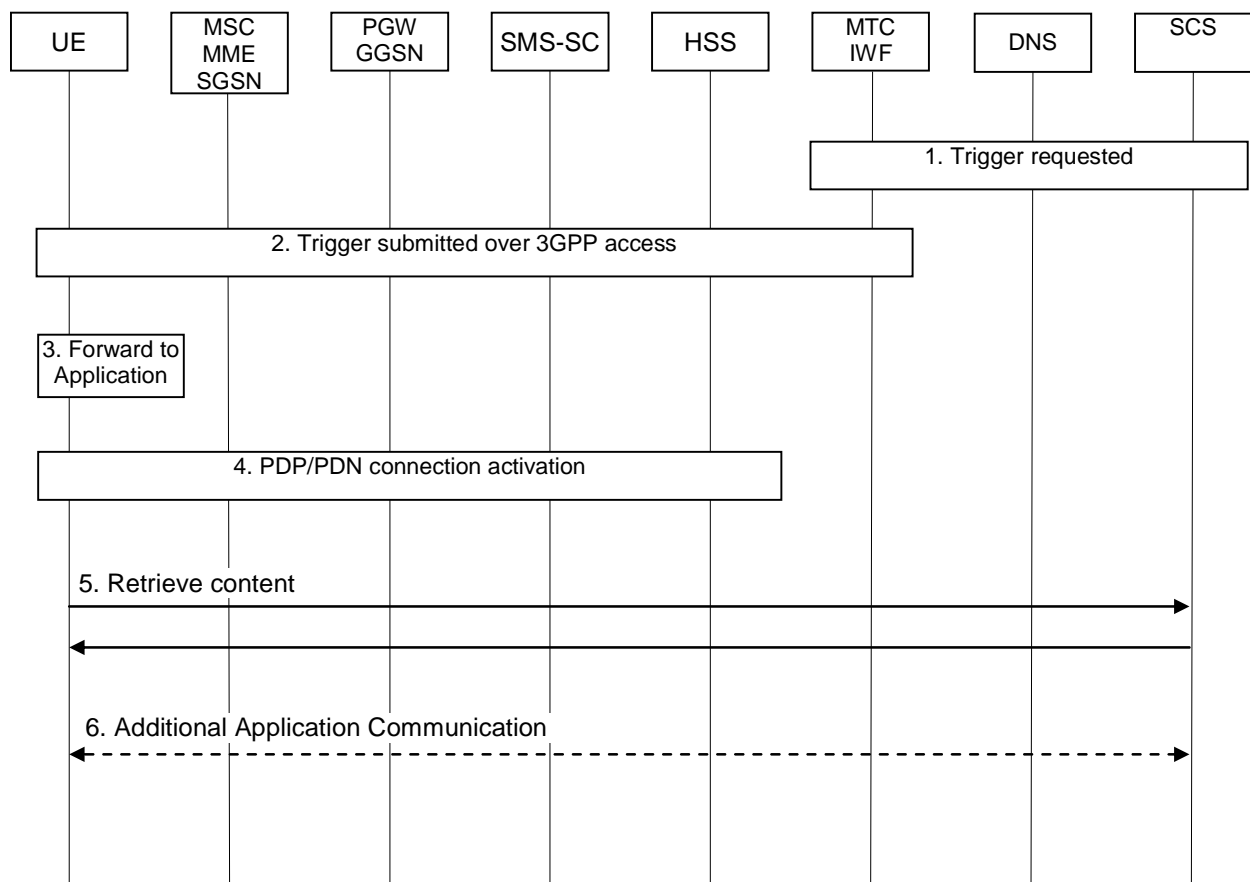 UE
MSC
MME
SGSN
PGW
GGSN
SMS-SC
HSS
MTC
IWF
DNS
SCS
1. Trigger requested
2. Trigger submitted over 3GPP access
3. Forward to
Application
4. PDP/PDN connection activation
5. Retrieve content
6. Additional Application Communication